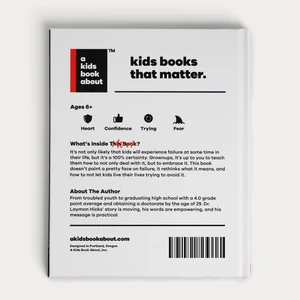 a
kids
book
about
TM
kids books
that matter.
Ages 6+
Heart
Confidence
Trying
Fear
What's Inside This Book?
It's not only likely that kids will experience failure at some time in
their life, but it's a 100% certainty. Grownups, it's up to you to teach
them how to not only deal with it, but to embrace it. This book
doesn't paint a pretty face on failure, it rethinks what it means, and
how to not let kids live their lives trying to avoid it.
About The Author
From troubled youth to graduating high school with a 4.0 grade
point average and obtaining a doctorate by the age of 29. Dr.
Laymon Hicks' story is moving, his words are empowering, and his
message is practical.
akidsbookabout.com
Designed in Portland, Oregon
A Kids Book About, Inc.